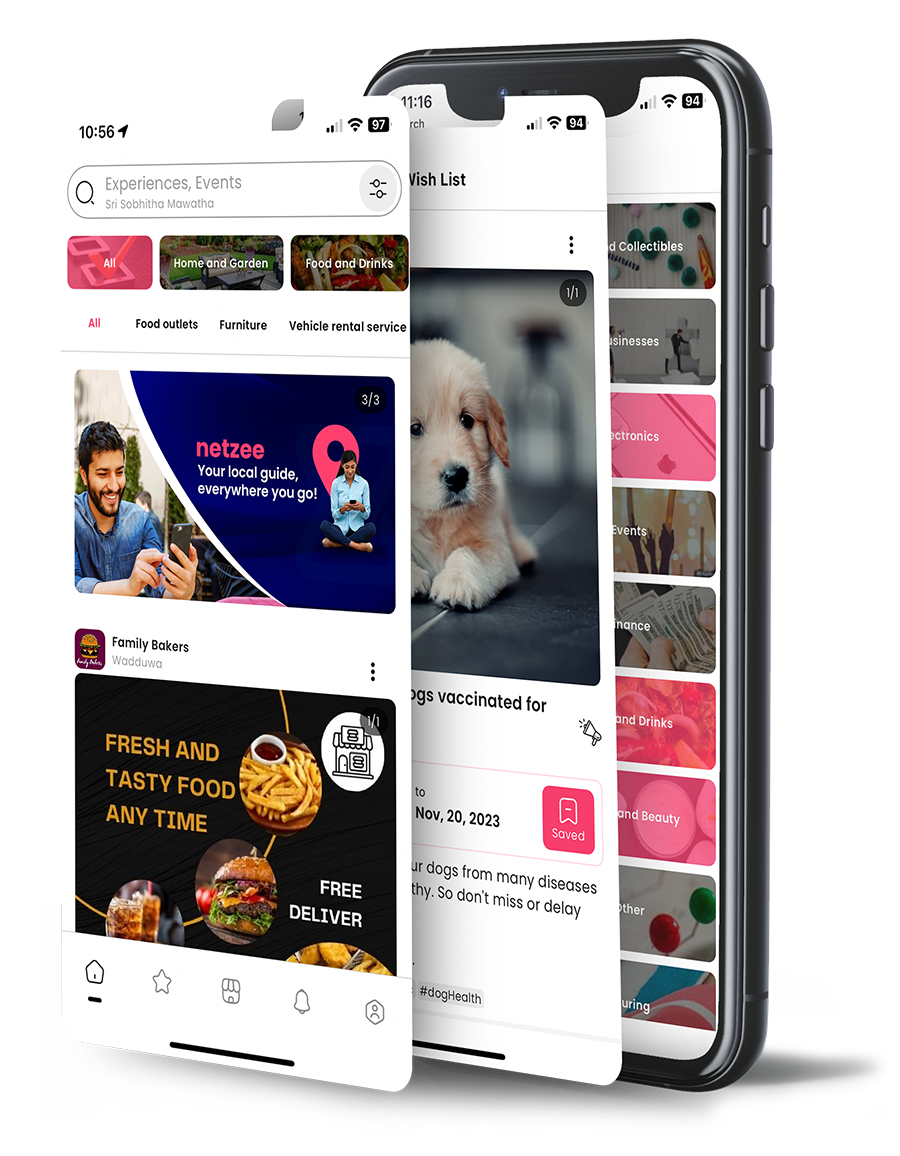 10:56
97
Experiences, Events
Sri Sobhitha Mawatha
All
Home and Garden
Food and Drinks
All
Food outlets
Furniture
Vehicle rental service
3/3
netzee
Your local guide,
everywhere you go!
Family Bakers
Wadduwa
1/1
FRESH AND
TASTY FOOD
ANY TIME
FREE
DELIVER
94
Wish List
1/1
ogs vaccinated for
to
Nov, 20, 2023
Saved
ur dogs from many diseases
thy. So don't miss or delay
#dogHealth
11:16
94
rch
d Collectibles
usinesses
ectronics
Events
inance
and Drinks
and Beauty
Other
uring